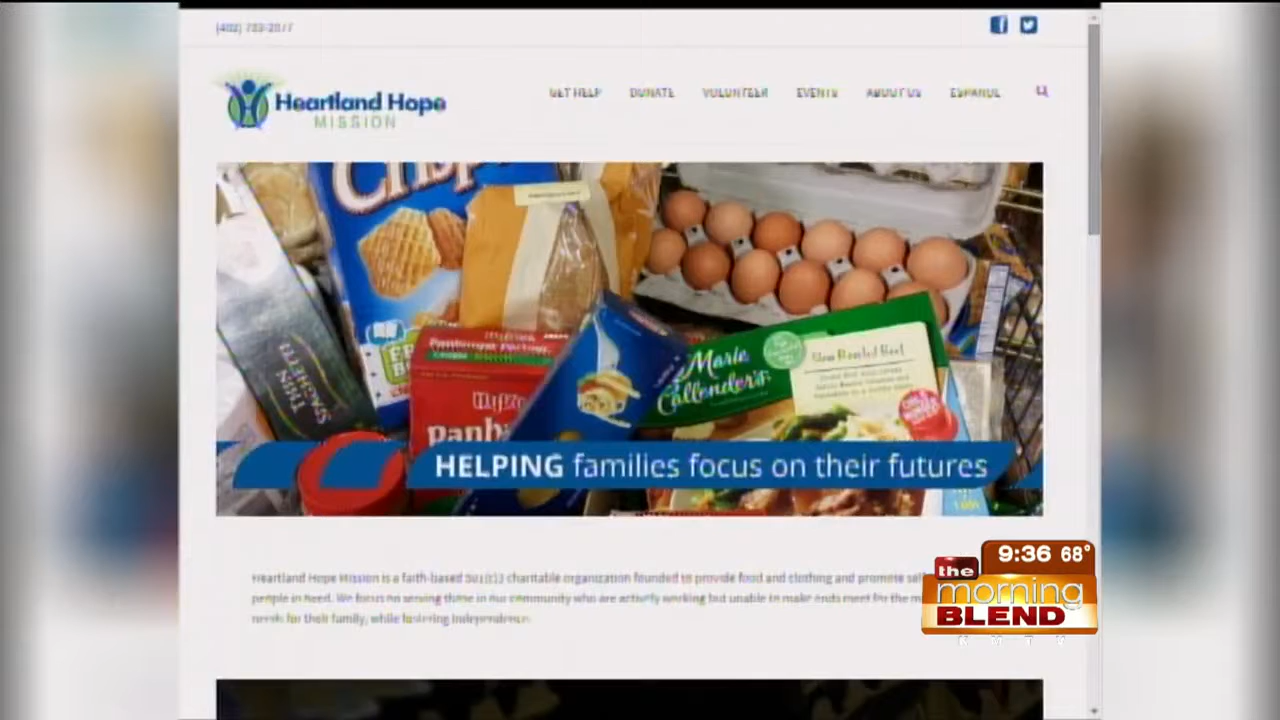 Heartland Hope
MISSION
GET HELP DONATE VOLUNTEER EVENTS ABOUT US ESPANOL
Crisp
THIN
SPAGHETTI
Marie
Callender's
Slow Roasted Beef
HELPING families focus on their futures
Heartland Hope Mission is a faith-based 501(c)3 charitable organization founded to provide food and clothing and promote
people in need. We focus on serving those in our community who are actively working but unable to make ends meet for the
needs for their family, while fostering independence.
9:36 68°
the
morning
BLEND
K M T V